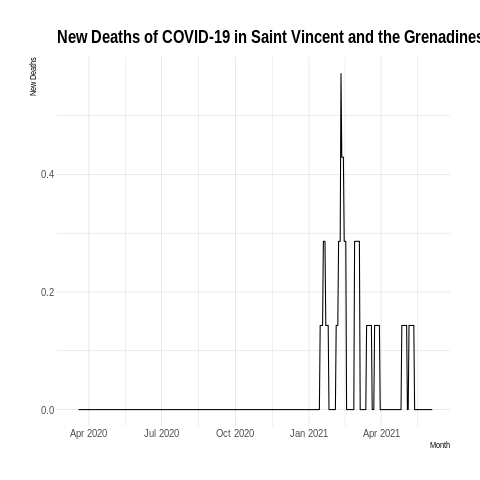 New Deaths of COVID-19 in Saint Vincent and the Grenadines
New Deaths
0.4
0.2
0.0
Apr 2020
Jul 2020
Oct 2020
Jan 2021
Apr 2021
Month